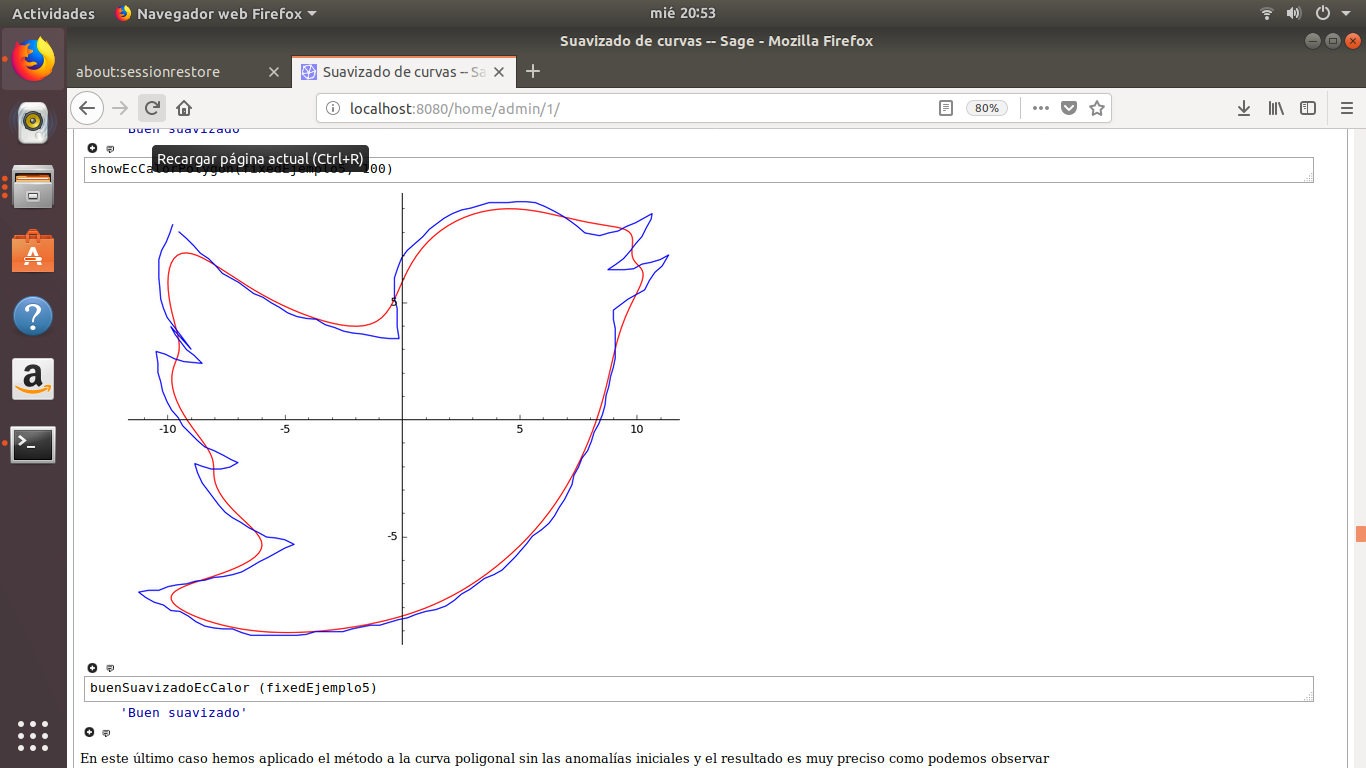 Actividades Navegador web Firefox mié 20:53
Suavizado de curvas -- Sage - Mozilla Firefox
about:sessionrestore Suavizado de curvas -- Sa
localhost:8080/home/admin/1/ 80%
'Buen suavizado'
Recargar página actual (Ctrl+R)
showEcCalorPolygon(fixedEjemplo5, 100)
5
-10 -5 5 10
-5
buenSuavizadoEcCalor (fixedEjemplo5)
'Buen suavizado'
En este último caso hemos aplicado el método a la curva poligonal sin las anomalías iniciales y el resultado es muy preciso como podemos observar